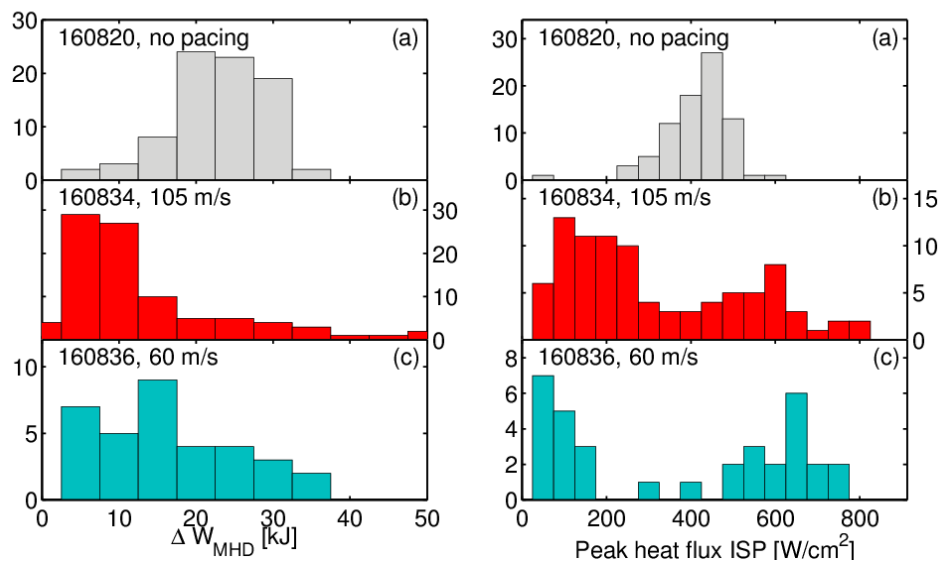 160820, no pacing (a)
30
20
10
0
160834, 105 m/s (b)
30
20
10
0
160836, 60 m/s (c)
10
5
0
0 10 20 30 40 50
Δ W_MHD [kJ]
160820, no pacing (a)
30
20
10
0
160834, 105 m/s (b)
15
10
5
0
160836, 60 m/s (c)
8
6
4
2
0
0 200 400 600 800
Peak heat flux ISP [W/cm²]